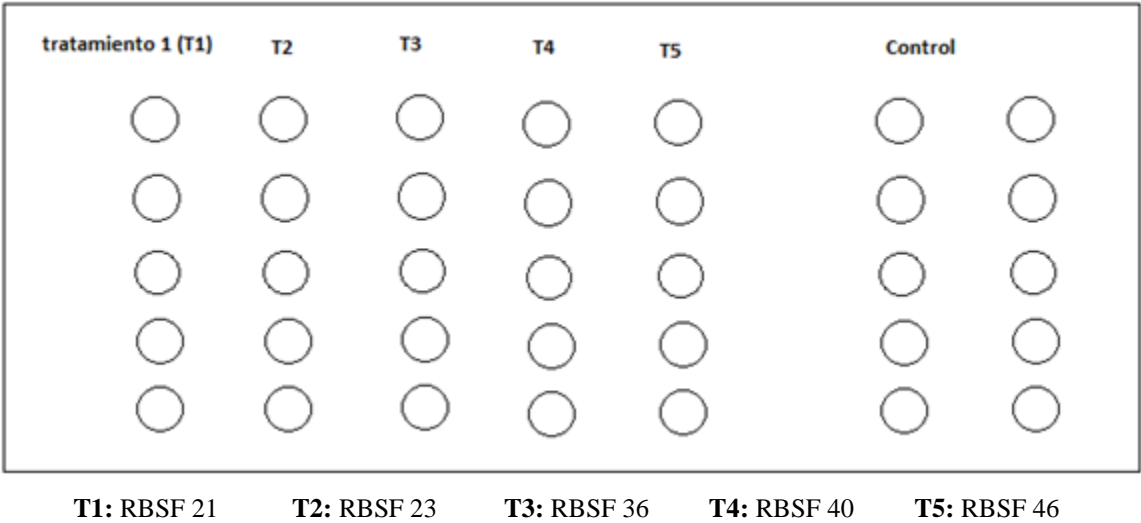 tratamiento 1 (T1) T2 T3 T4 T5 Control
T1: RBSF 21 T2: RBSF 23 T3: RBSF 36 T4: RBSF 40 T5: RBSF 46